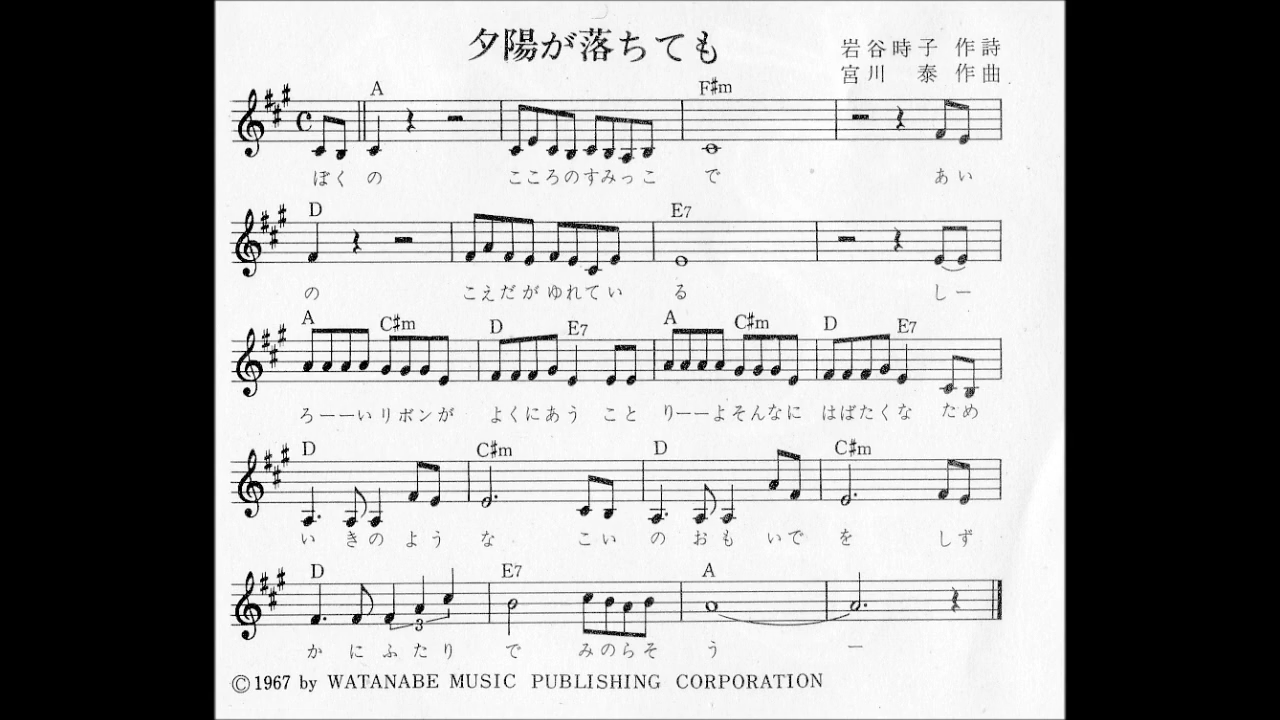 夕陽が落ちても
岩谷時子 作詩
宮川 泰 作曲
A F#m
ぼく の こころのすみっこ で あい
D E7
の こえだがゆれてい る しー
A C#m D E7 A C#m D E7
ろーーいリボンが よくにあう こと りーーよそんなに はばたくな ため
D C#m D C#m
い きの よう な こい の おも いで を しず
D E7 A
3
か に ふ た り で みのらそ う ー
©1967 by WATANABE MUSIC PUBLISHING CORPORATION